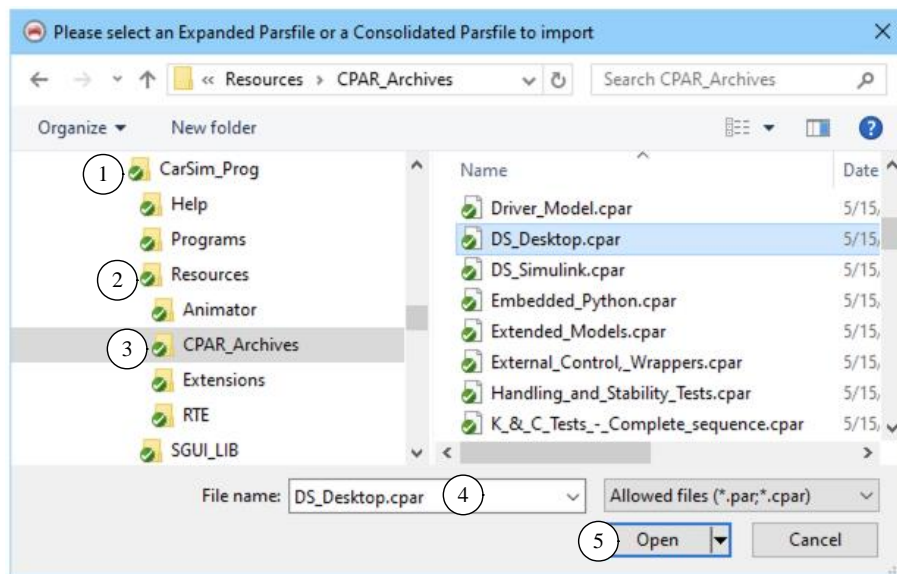 Please select an Expanded Parsfile or a Consolidated Parsfile to import
« Resources > CPAR_Archives
Search CPAR_Archives
Organize
New folder
?
1
CarSim_Prog
Help
Programs
2
Resources
Animator
3
CPAR_Archives
Extensions
RTE
SGUI_LIB
Name
Date
Driver_Model.cpar
5/15,
DS_Desktop.cpar
5/15,
DS_Simulink.cpar
5/15,
Embedded_Python.cpar
5/15,
Extended_Models.cpar
5/15,
External_Control,_Wrappers.cpar
5/15,
Handling_and_Stability_Tests.cpar
5/15,
K_&_C_Tests_-_Complete_sequence.cpar
5/15,
File name:
DS_Desktop.cpar
4
Allowed files (*.par;*.cpar)
5
Open
Cancel